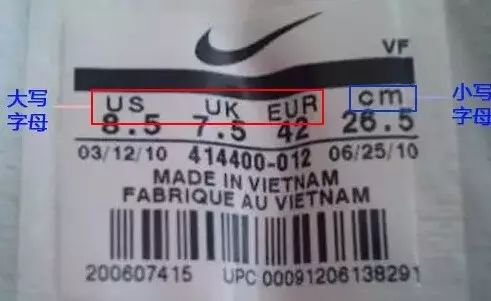 VF
大写字母
US UK EUR cm
小写字母
8.5 7.5 42 26.5
03/12/10 414400-012 06/25/10
MADE IN VIETNAM
FABRIQUE AU VIETNAM
200607415 UPC 00091206138291